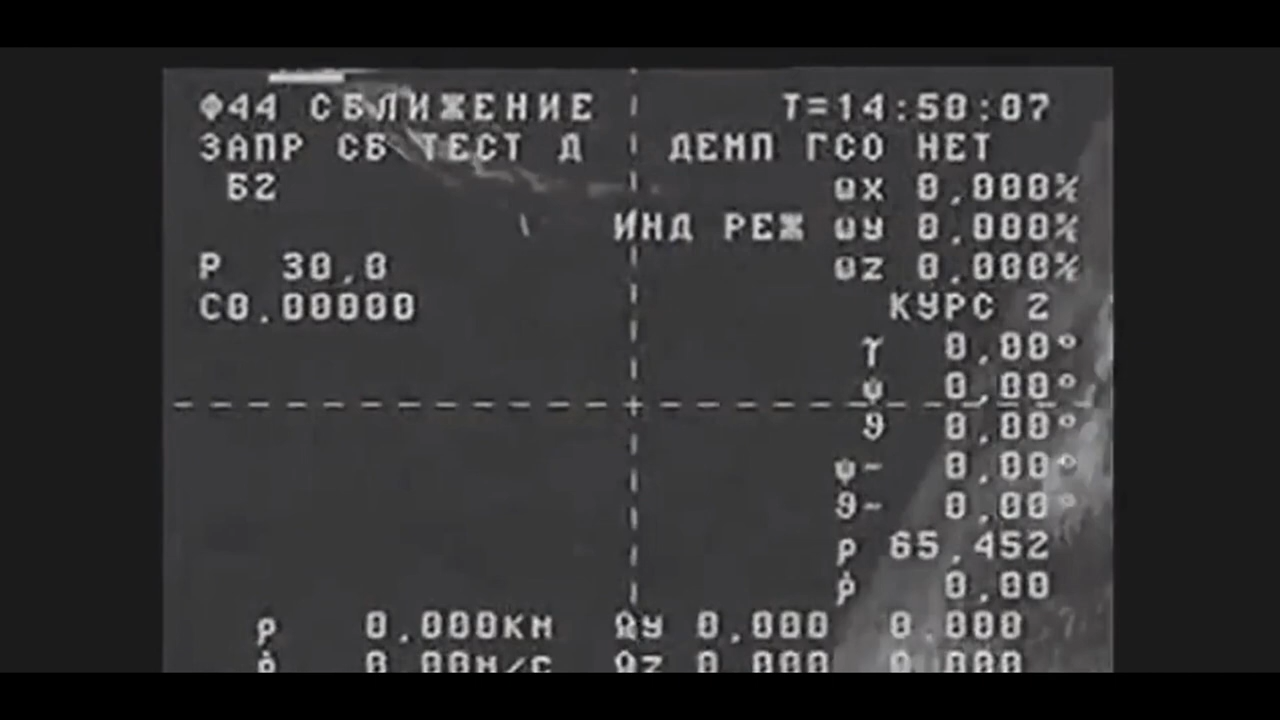 Ф44 СБЛИЖЕНИЕ T=14:50:07
ЗАПР СБ ТЕСТ Д ДЕМП ГСО НЕТ
Б2 ωX 0,000%
ИНД РЕЖ ωУ 0,000%
Р 30,0 ωZ 0,000%
С0.00000 КУРС 2
γ 0,00°
ψ 0,00°
ϑ 0,00°
ψ- 0,00°
ϑ- 0,00°
ρ 65,452
ρ̇ 0,00
ρ 0,000КМ ΩУ 0,000 0.000
ρ̇ 0,00М/С ΩZ 0,000 0,000